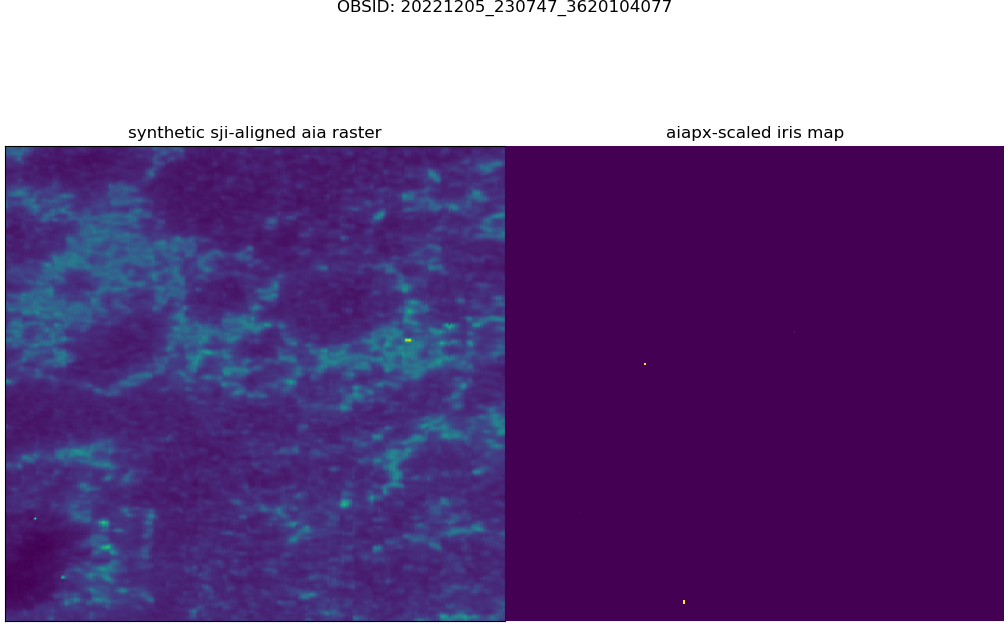 OBSID: 20221205_230747_3620104077
synthetic sji-aligned aia raster
aiapx-scaled iris map